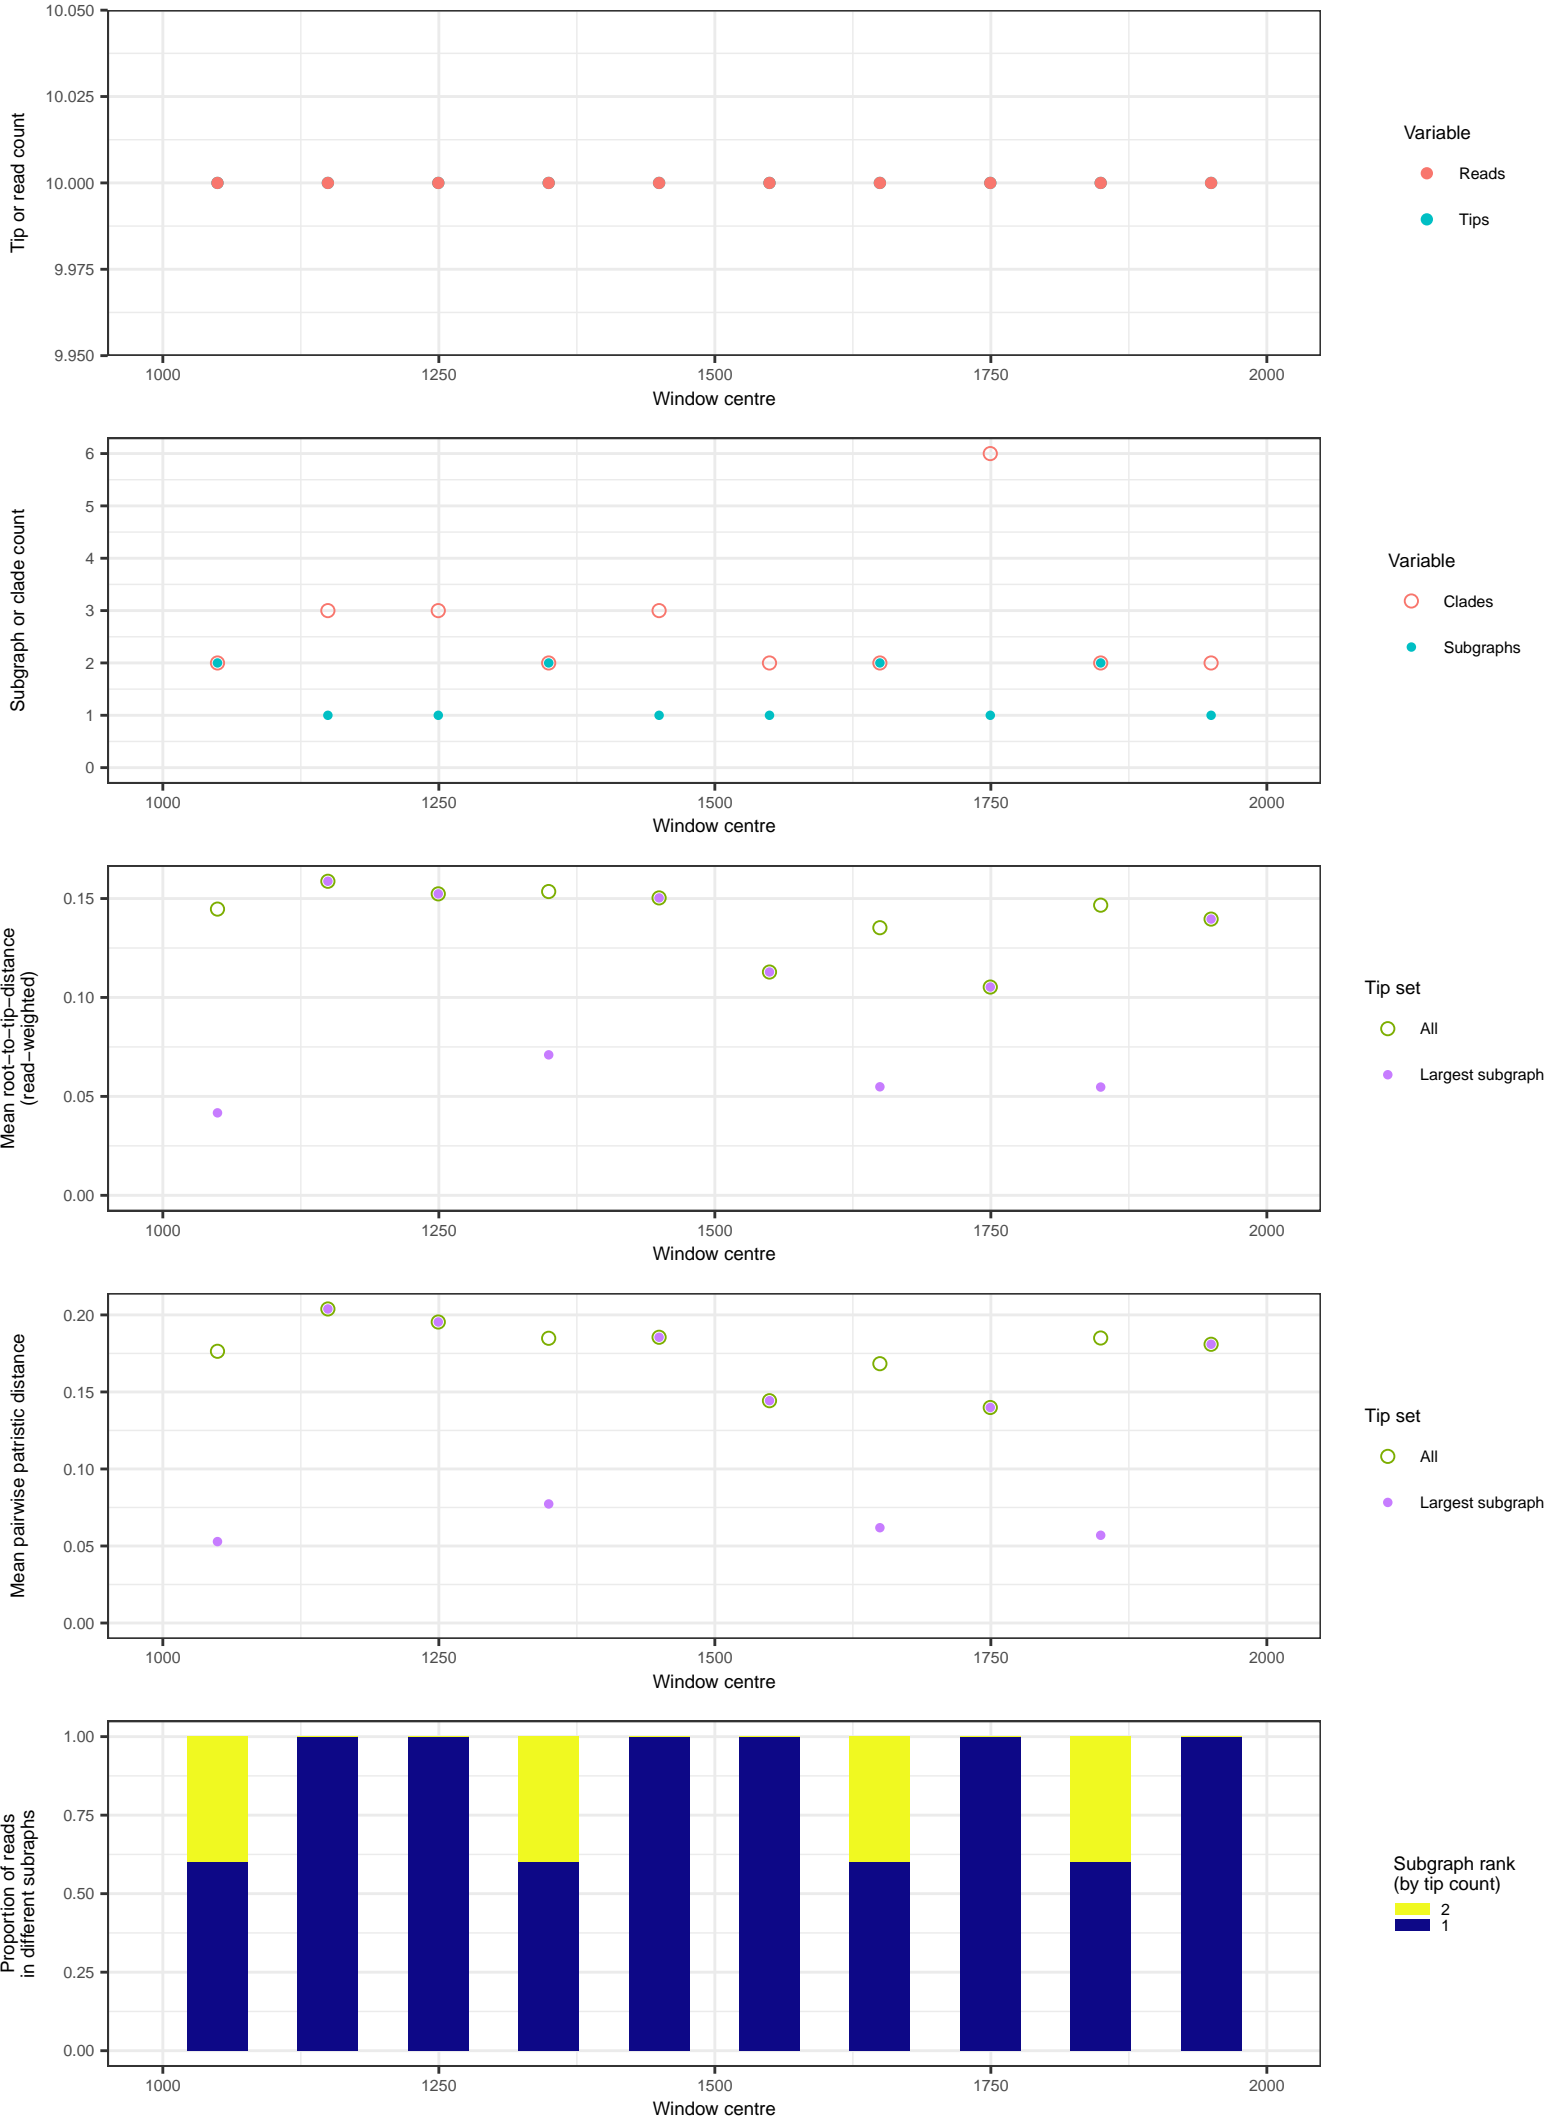 10.050
10.025
10.000
9.975
9.950
Tip or read count
1000 1250 1500 1750 2000
Window centre
Variable
Reads
Tips
6
5
4
3
2
1
0
Subgraph or clade count
1000 1250 1500 1750 2000
Window centre
Variable
Clades
Subgraphs
0.15
0.10
0.05
0.00
Mean root−to−tip−distance
(read−weighted)
1000 1250 1500 1750 2000
Window centre
Tip set
All
Largest subgraph
0.20
0.15
0.10
0.05
0.00
Mean pairwise patristic distance
1000 1250 1500 1750 2000
Window centre
Tip set
All
Largest subgraph
1.00
0.75
0.50
0.25
0.00
Proportion of reads
in different subraphs
1000 1250 1500 1750 2000
Window centre
Subgraph rank
(by tip count)
2
1